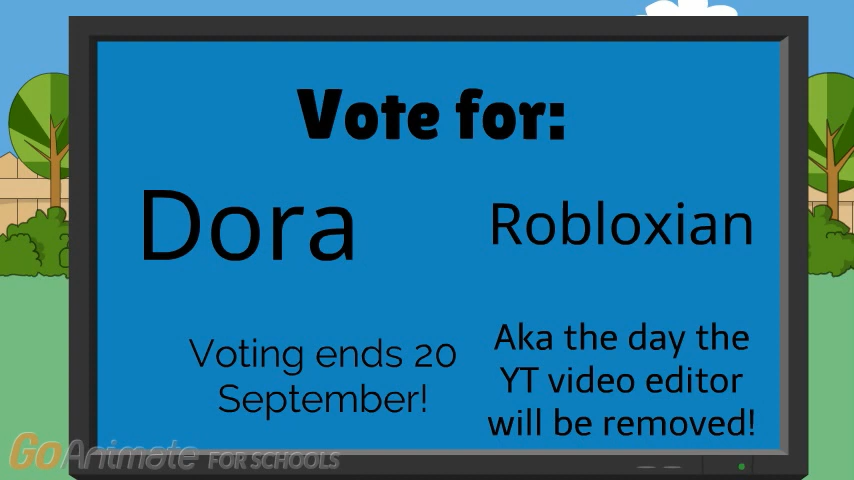 Vote for:
Dora
Robloxian
Voting ends 20
September!
Aka the day the
YT video editor
will be removed!
GoAnimate FOR SCHOOLS